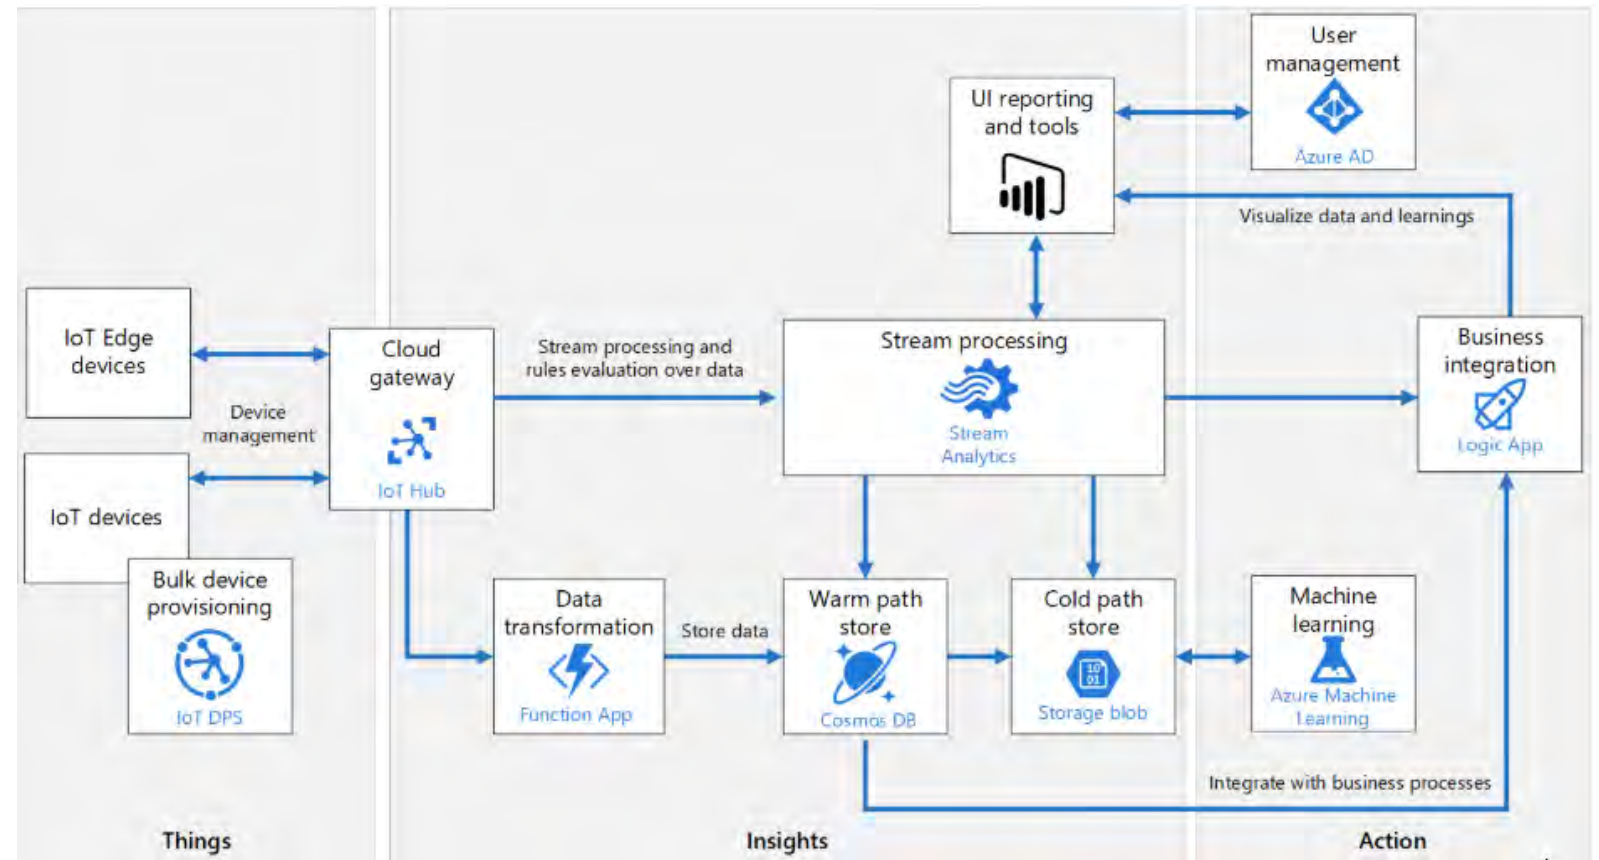 User
management
Azure AD
UI reporting
and tools
Visualize data and learnings
IoT Edge
devices
Device
management
IoT devices
Bulk device
provisioning
IoT DPS
Cloud
gateway
IoT Hub
Stream processing and
rules evaluation over data
Stream processing
Stream
Analytics
Business
integration
Logic App
Data
transformation
Function App
Store data
Warm path
store
Cosmos DB
Cold path
store
10
01
Storage blob
Machine
learning
Azure Machine
Learning
Integrate with business processes
Things
Insights
Action